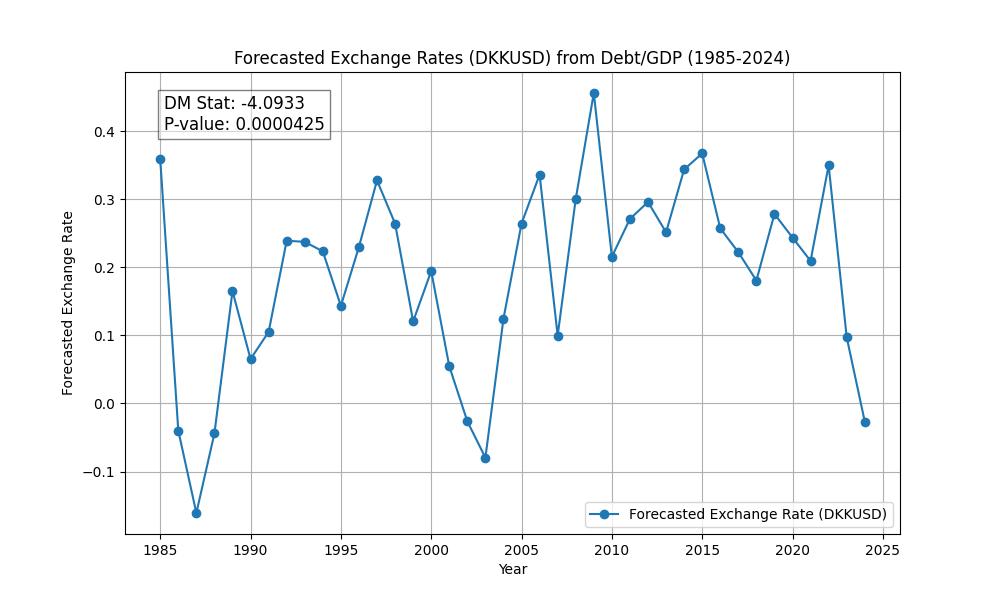 Forecasted Exchange Rates (DKKUSD) from Debt/GDP (1985-2024)
DM Stat: -4.0933
P-value: 0.0000425
Forecasted Exchange Rate
0.4
0.3
0.2
0.1
0.0
−0.1
Forecasted Exchange Rate (DKKUSD)
1985 1990 1995 2000 2005 2010 2015 2020 2025
Year